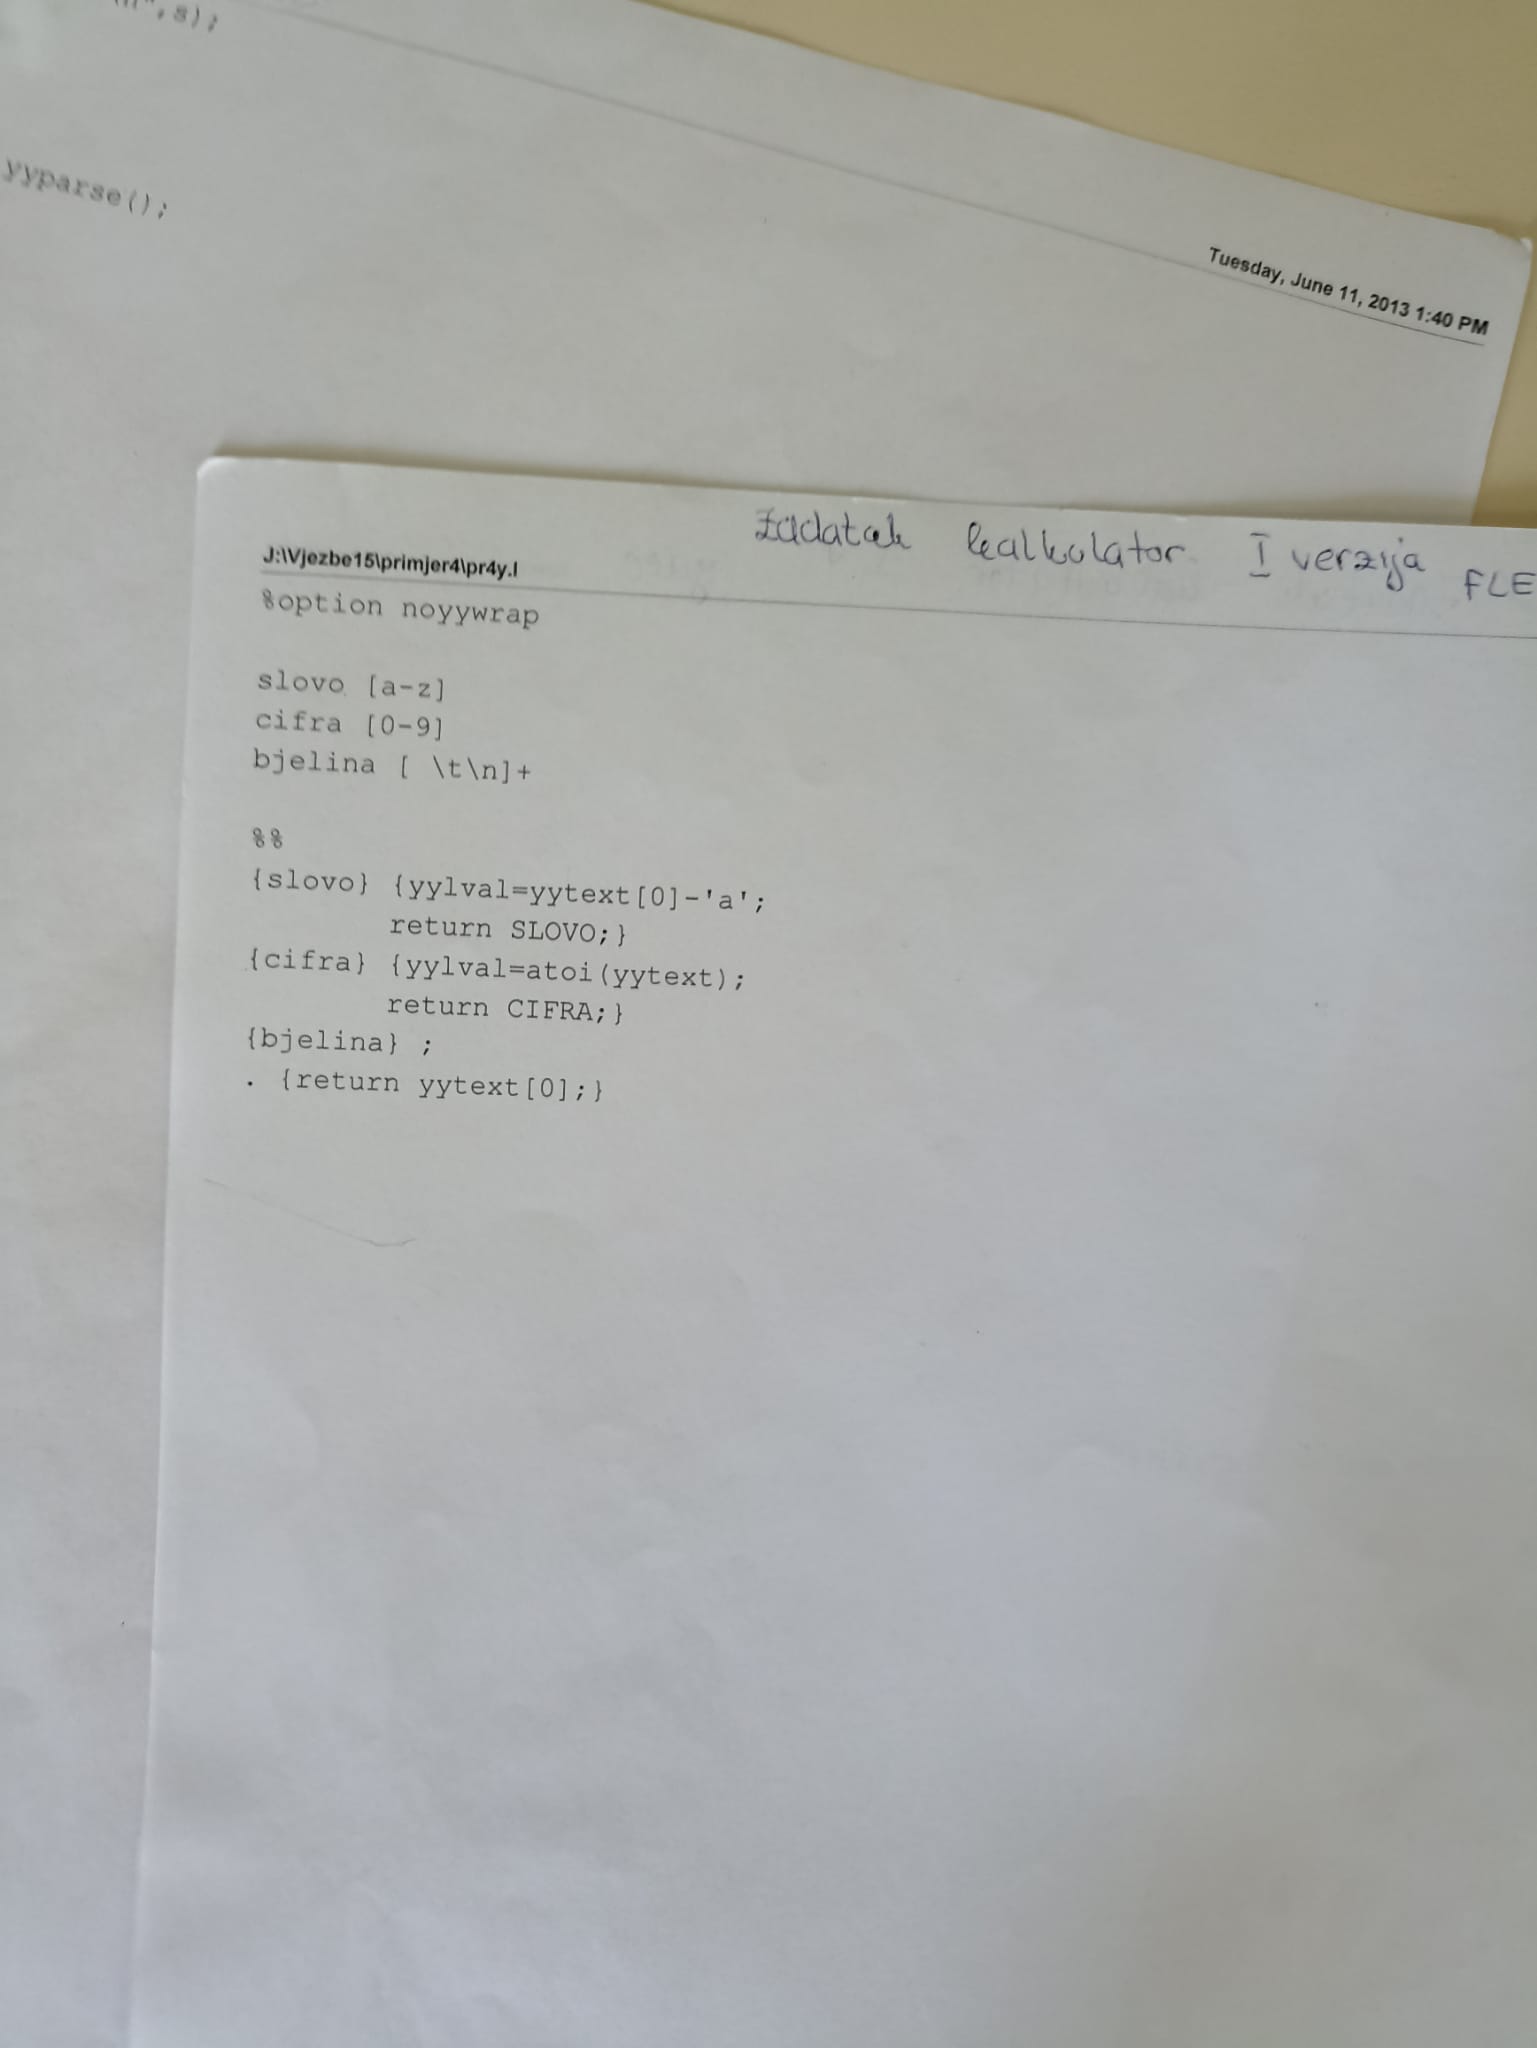 ",s);
yyparse();
Tuesday, June 11, 2013 1:40 PM
zadatak kalkulator I verzija FLE
J:\Vjezbe15\primjer4\pr4y.l
%option noyywrap
slovo [a-z]
cifra [0-9]
bjelina [ \t\n]+
%%
{slovo} {yylval=yytext[0]-'a';
return SLOVO;}
{cifra} {yylval=atoi(yytext);
return CIFRA;}
{bjelina} ;
. {return yytext[0];}